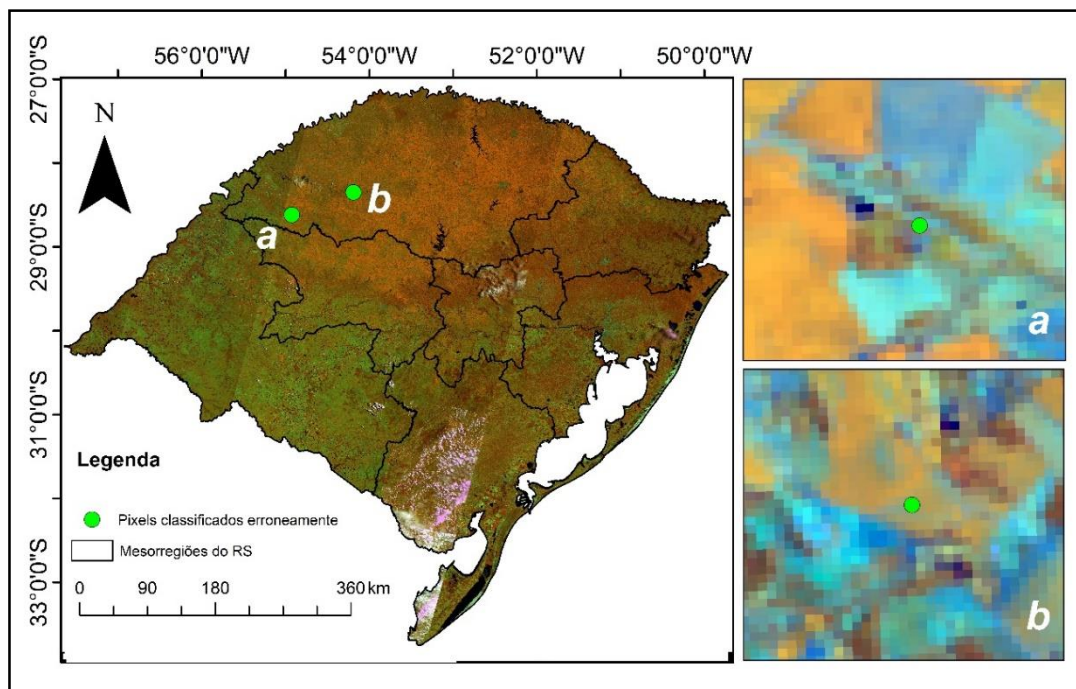 56°0'0"W 54°0'0"W 52°0'0"W 50°0'0"W
27°0'0"S
29°0'0"S
31°0'0"S
33°0'0"S
N
a
b
Legenda
Pixels classificados erroneamente
Mesorregiões do RS
0 90 180 360 km
a
b